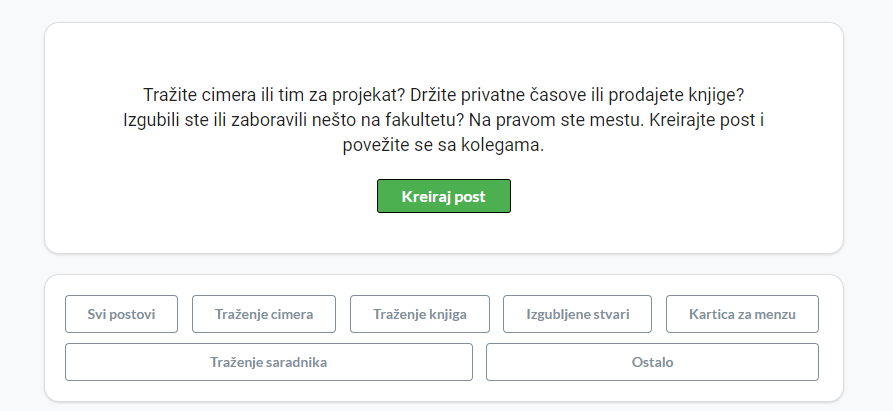 Tražite cimera ili tim za projekat? Držite privatne časove ili prodajete knjige?
Izgubili ste ili zaboravili nešto na fakultetu? Na pravom ste mestu. Kreirajte post i
povežite se sa kolegama.
Kreiraj post
Svi postovi
Traženje cimera
Traženje knjiga
Izgubljene stvari
Kartica za menzu
Traženje saradnika
Ostalo